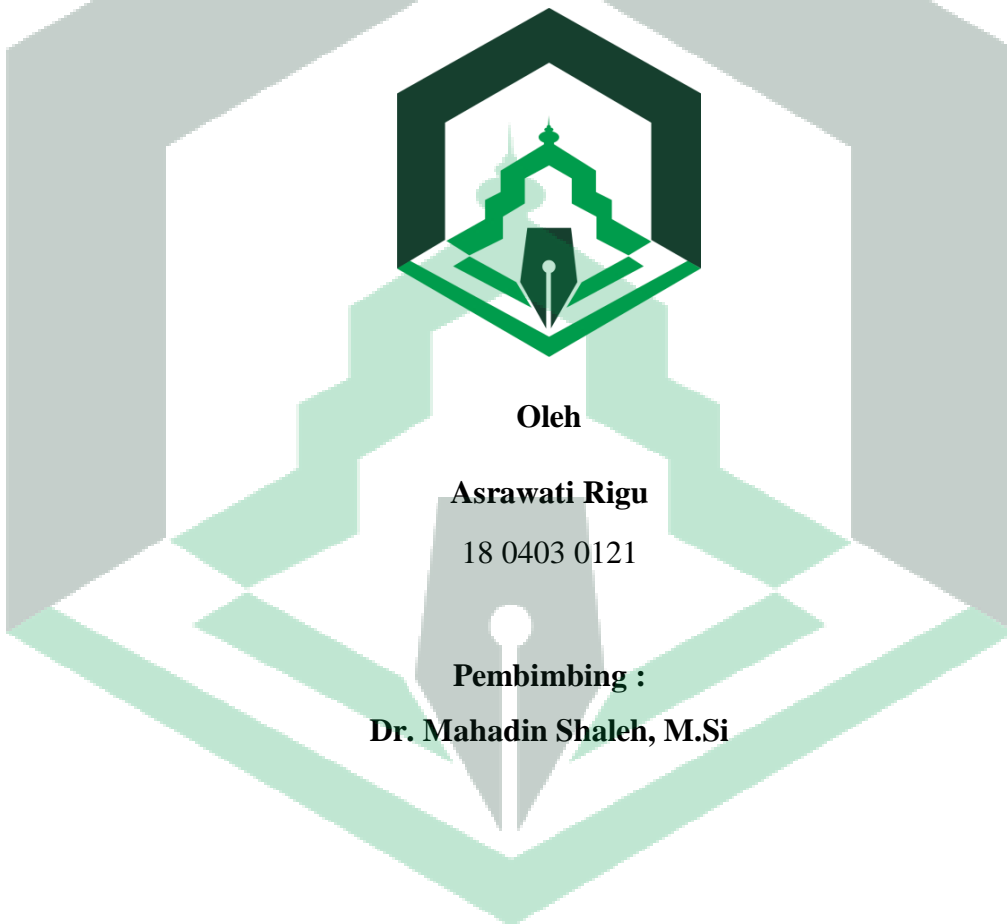 Oleh
Asrawati Rigu
18 0403 0121
Pembimbing :
Dr. Mahadin Shaleh, M.Si